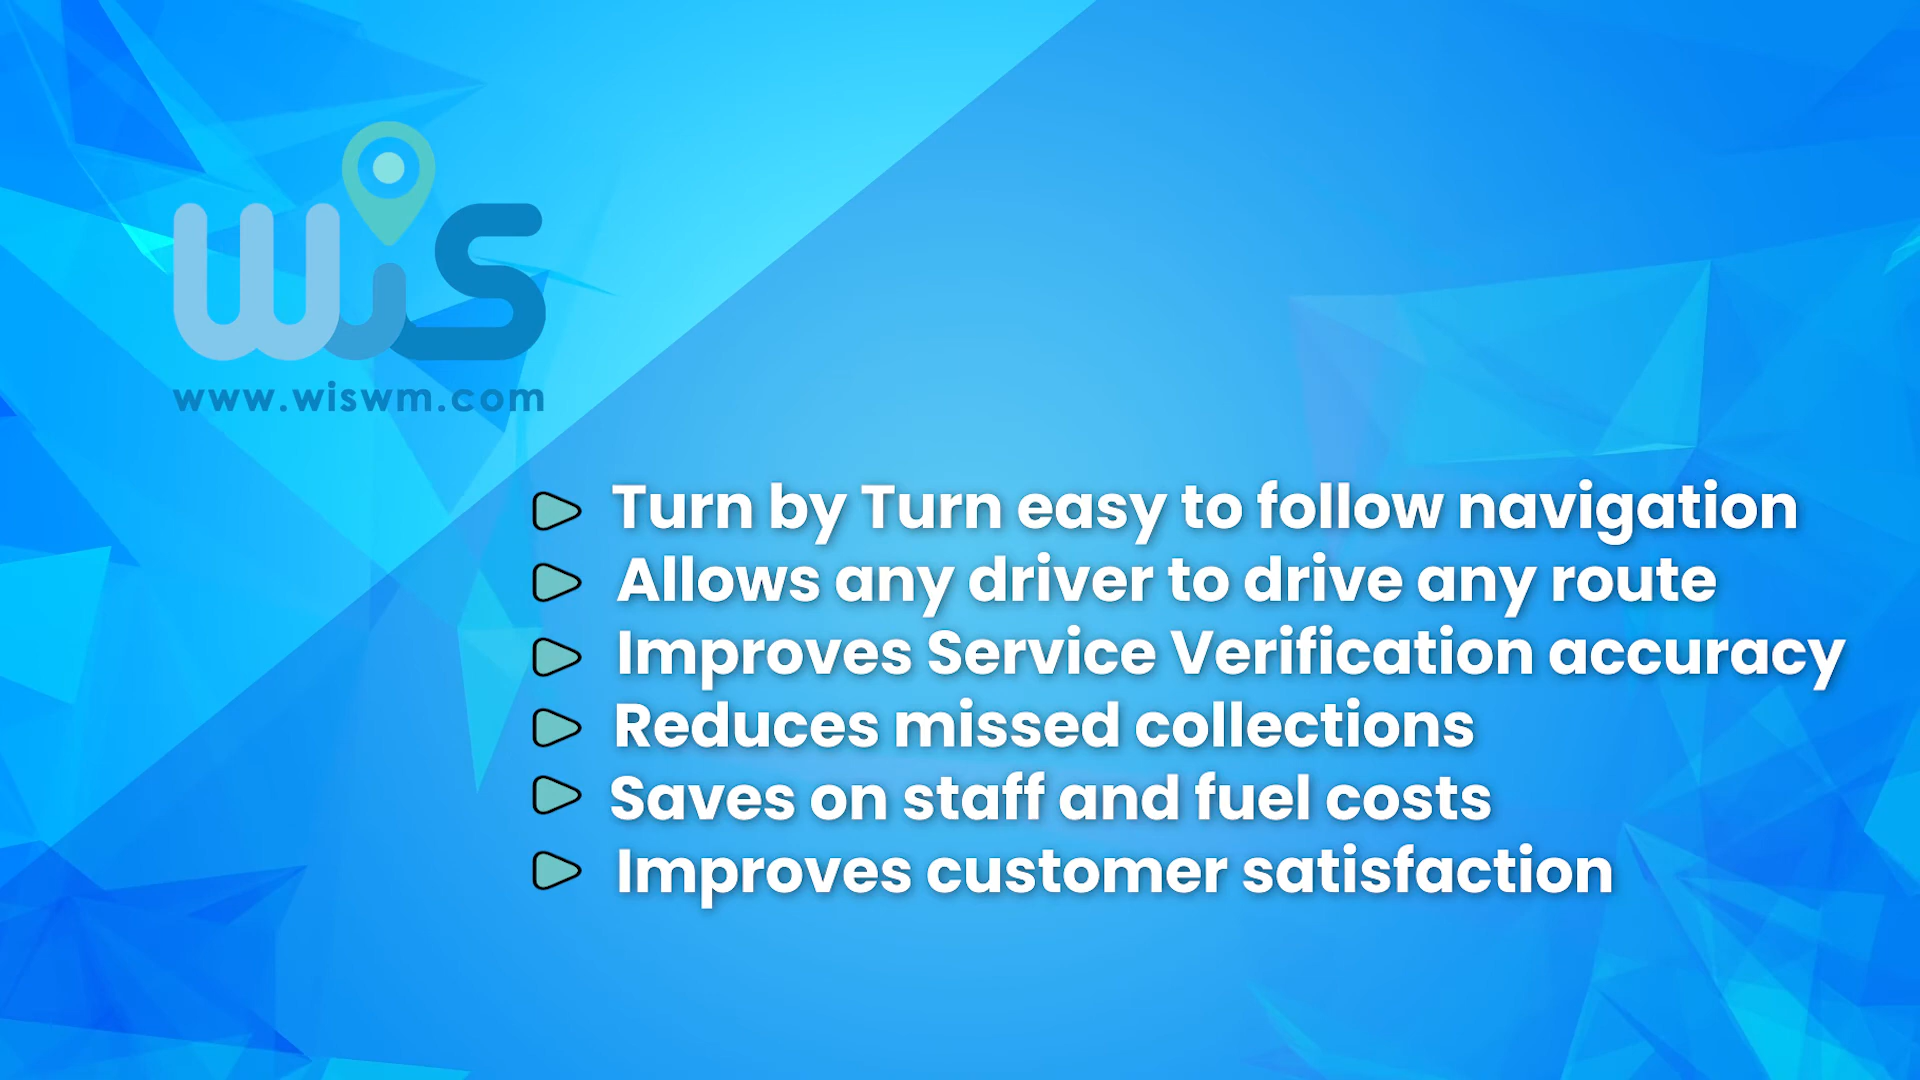 WiS
www.wiswm.com
Turn by Turn easy to follow navigation
Allows any driver to drive any route
Improves Service Verification accuracy
Reduces missed collections
Saves on staff and fuel costs
Improves customer satisfaction